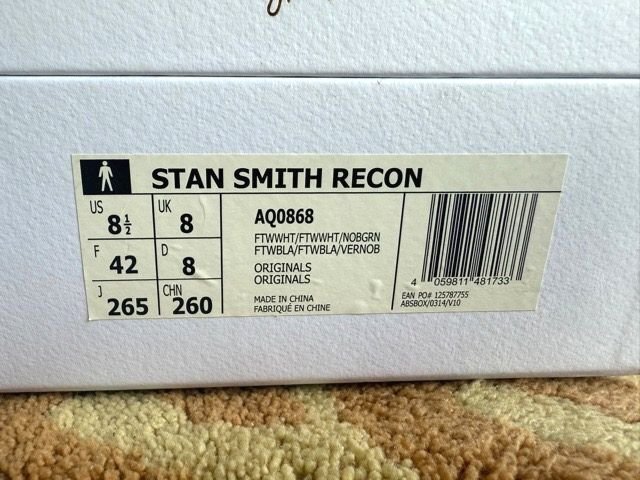 STAN SMITH RECON
US 8½ UK 8
F 42 D 8
J 265 CHN 260
AQ0868
FTWWHT/FTWWHT/NOBGRN
FTWBLA/FTWBLA/VERNOB
ORIGINALS
ORIGINALS
MADE IN CHINA
FABRIQUÉ EN CHINE
4 059811 481733
EAN PO# 125787755
ABSBOX/0314/V10